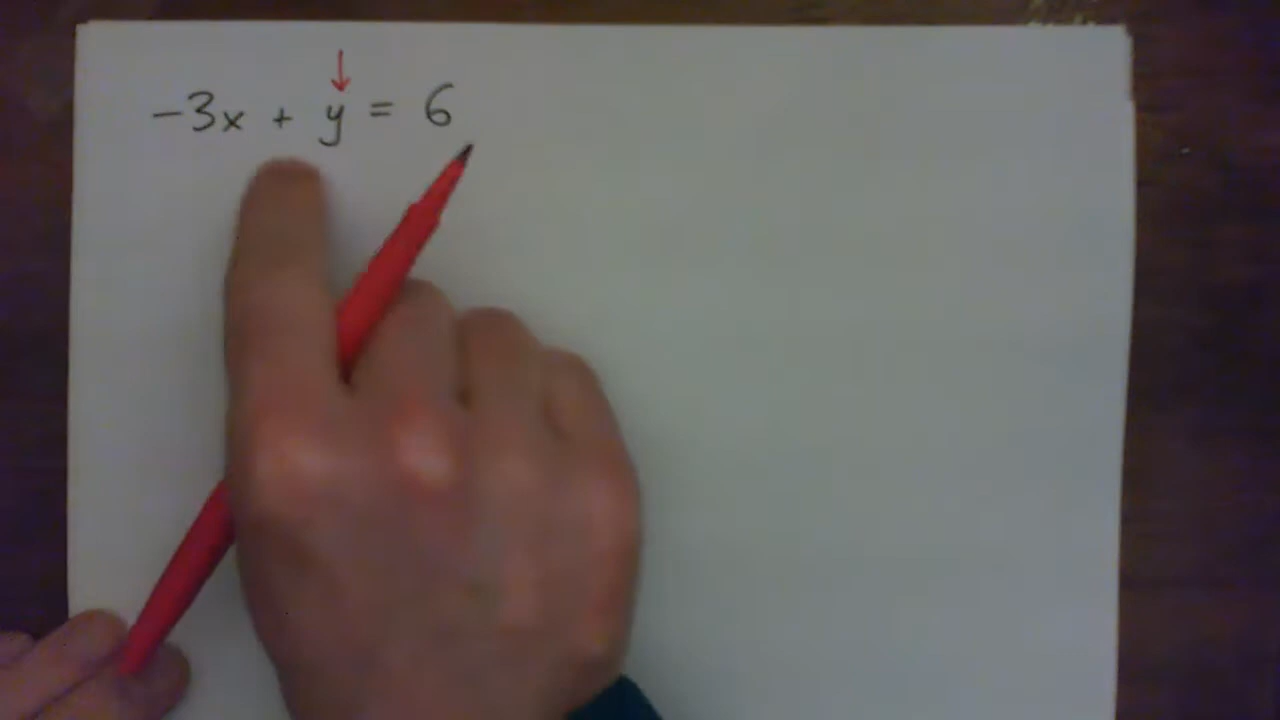 -3x + y = 6